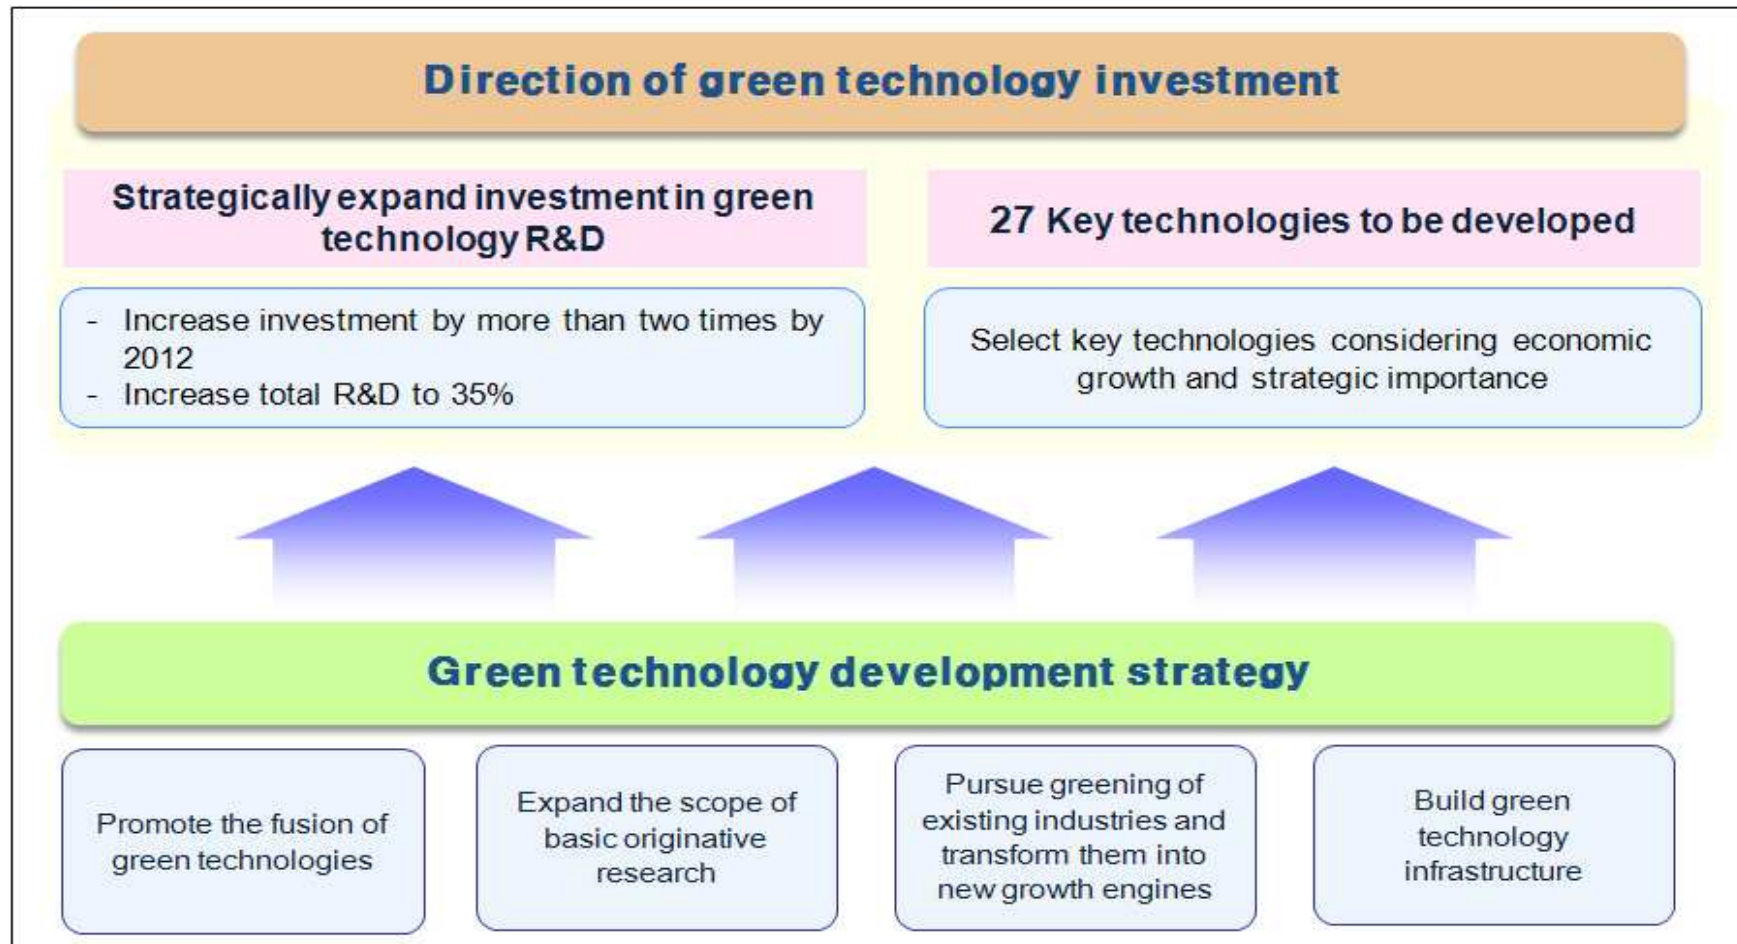 Direction of green technology investment
Strategically expand investment in green
technology R&D
27 Key technologies to be developed
- Increase investment by more than two times by
2012
- Increase total R&D to 35%
Select key technologies considering economic
growth and strategic importance
Green technology development strategy
Promote the fusion of
green technologies
Expand the scope of
basic originative
research
Pursue greening of
existing industries and
transform them into
new growth engines
Build green
technology
infrastructure